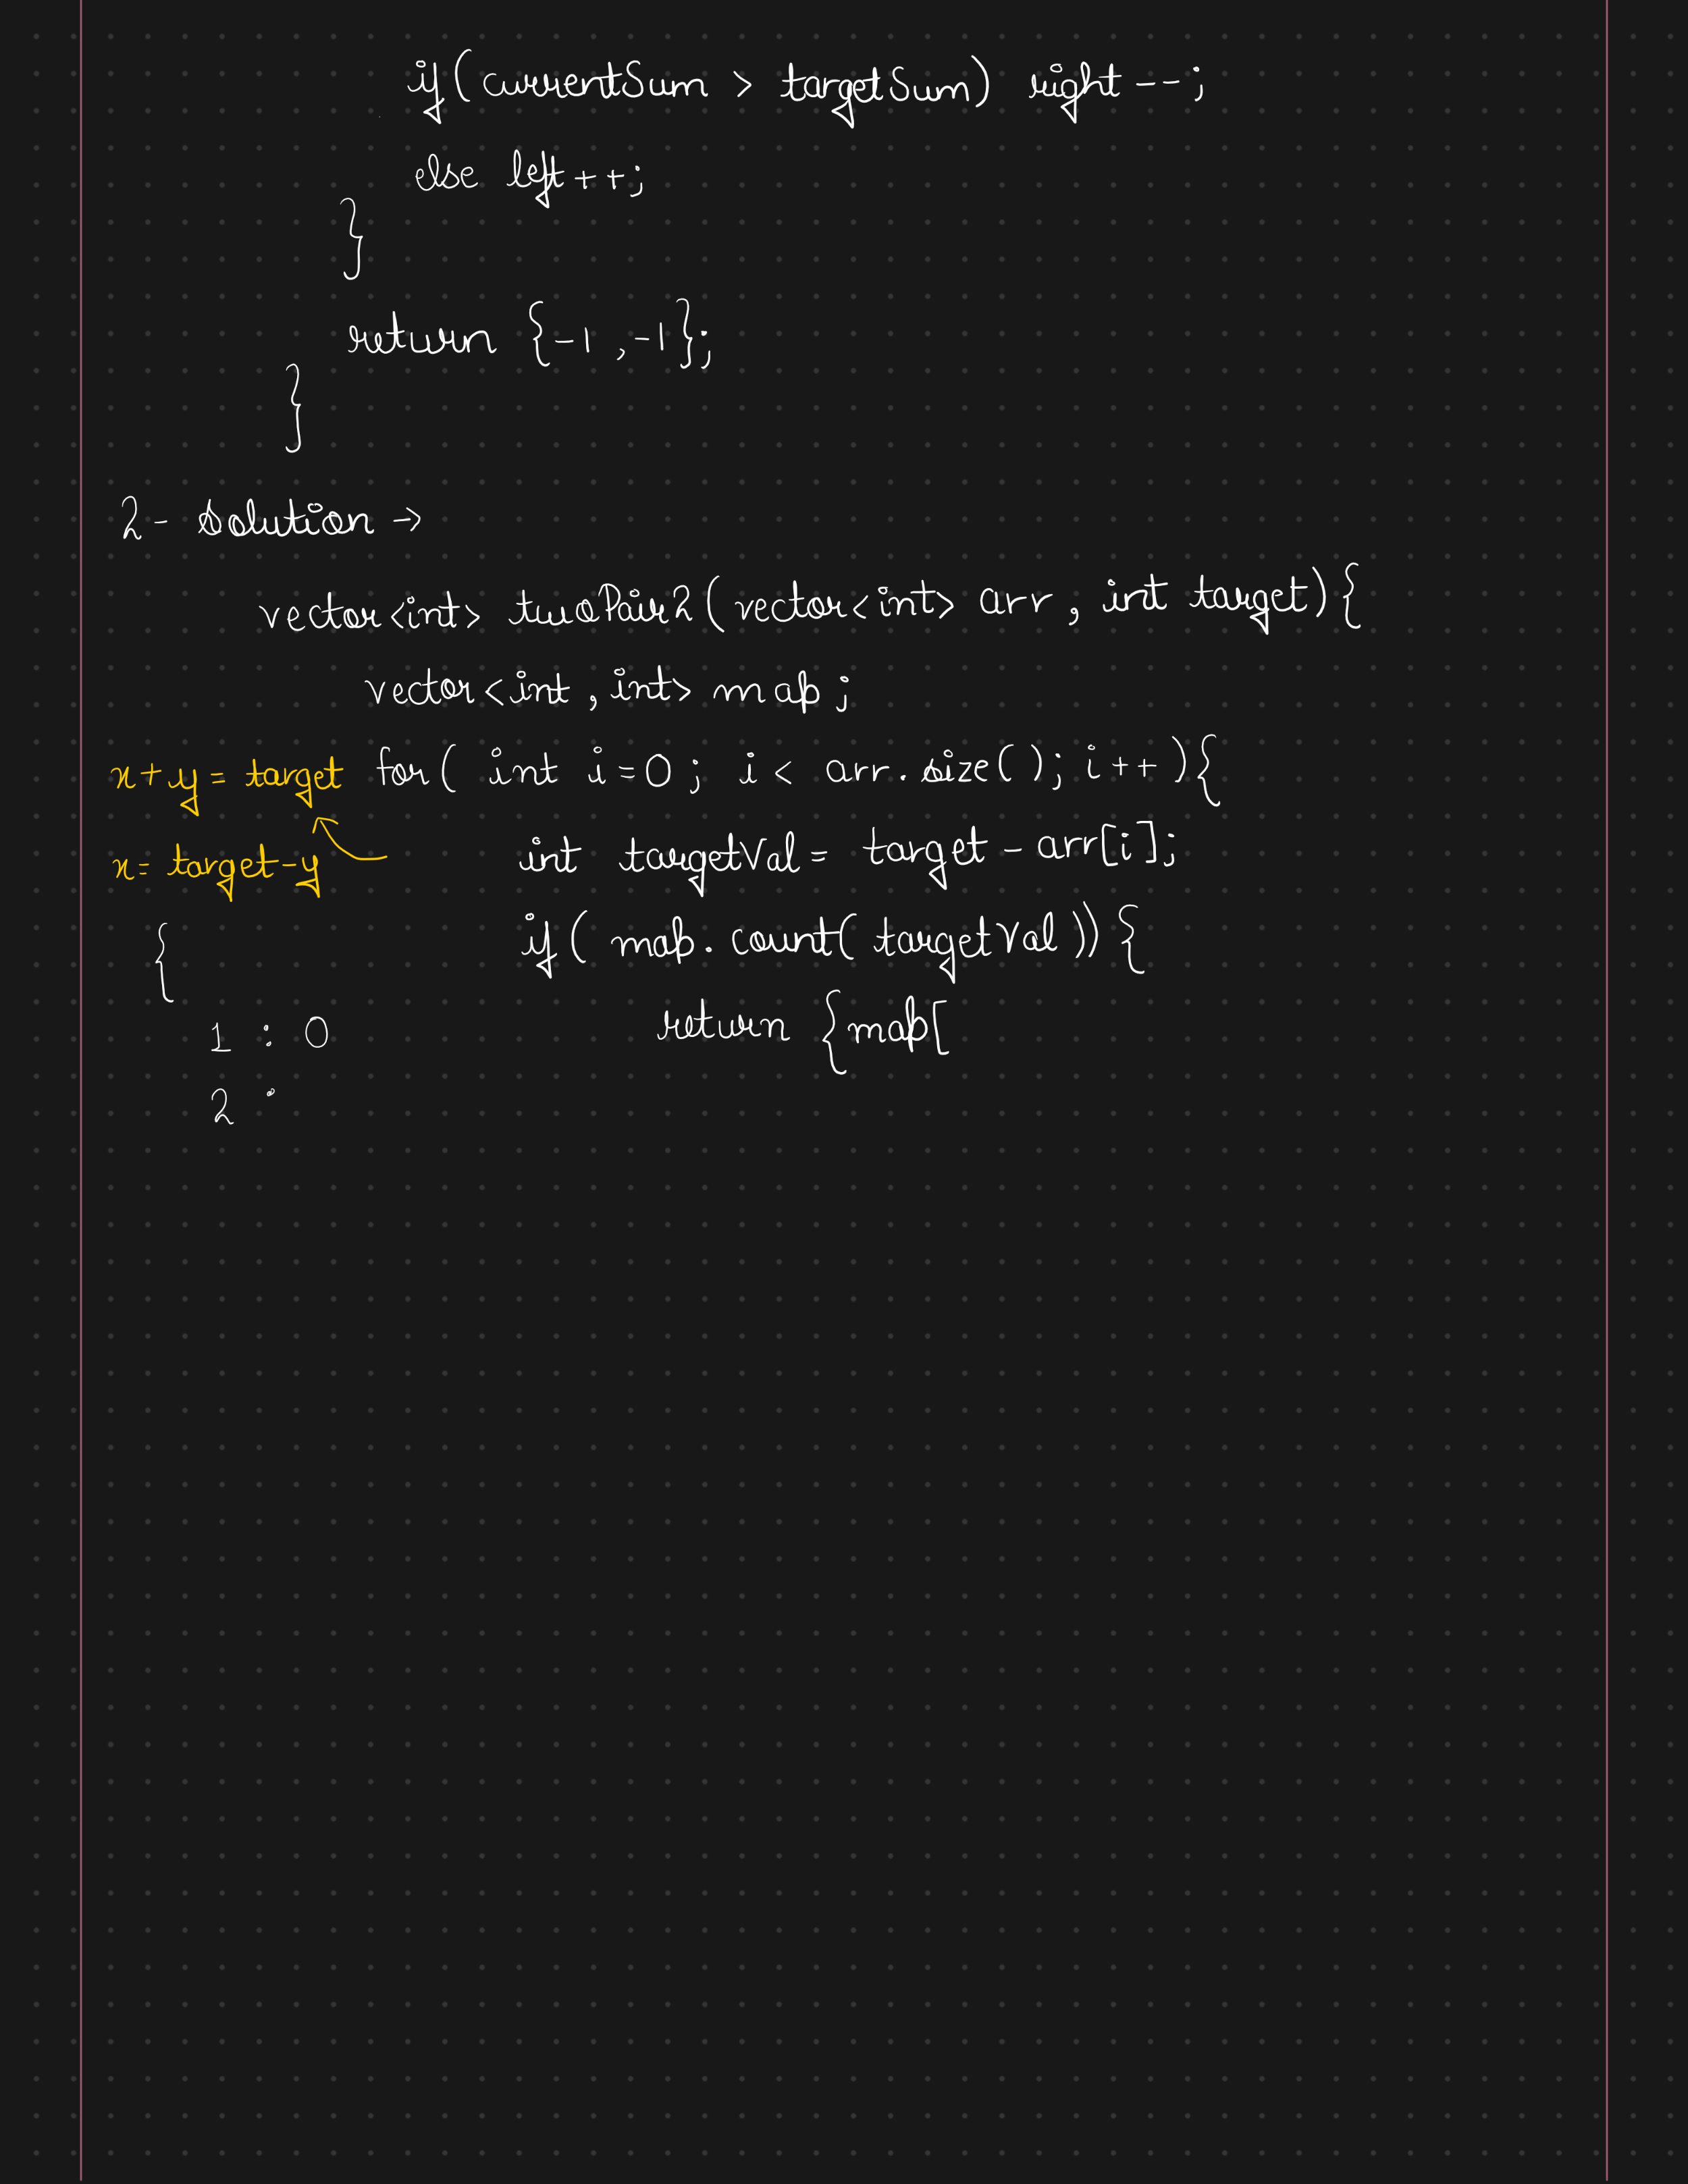 if(currentSum > targetSum) right--;
else left++;
}
return {-1,-1};
}
2- Solution →
vector<int> twoPair2(vector<int> arr, int target){
vector<int, int> map;
x+y = target for( int i=0; i < arr.size(); i++){
x= target-y int targetVal= target - arr[i];
{ if( map.count( targetVal)){
1 : 0 return {map[
2 :